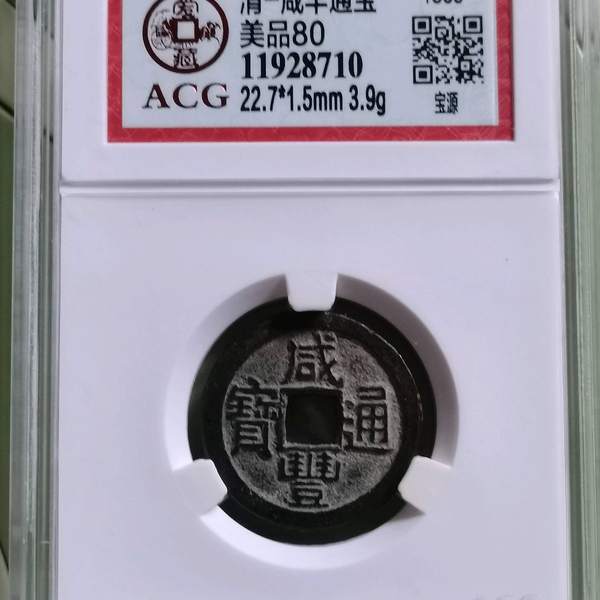 清-咸丰通宝
美品80
11928710
ACG 22.7*1.5mm 3.9g
宝源
咸
寶 通
豐